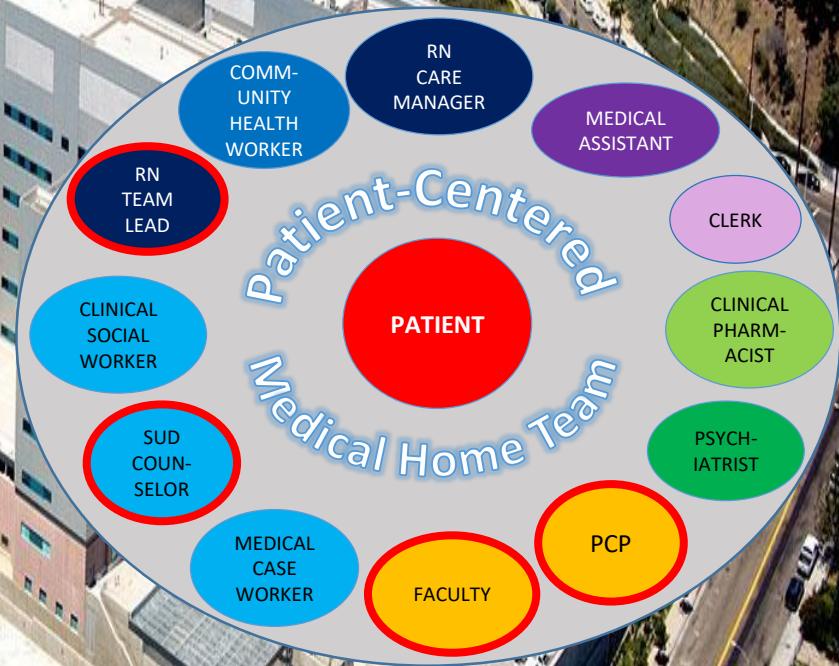 RN
CARE
MANAGER
COMM-
UNITY
HEALTH
WORKER
MEDICAL
ASSISTANT
RN
TEAM
LEAD
CLERK
Patient-Centered
CLINICAL
SOCIAL
WORKER
PATIENT
CLINICAL
PHARM-
ACIST
Medical Home Team
SUD
COUN-
SELOR
PSYCH-
IATRIST
MEDICAL
CASE
WORKER
FACULTY
PCP